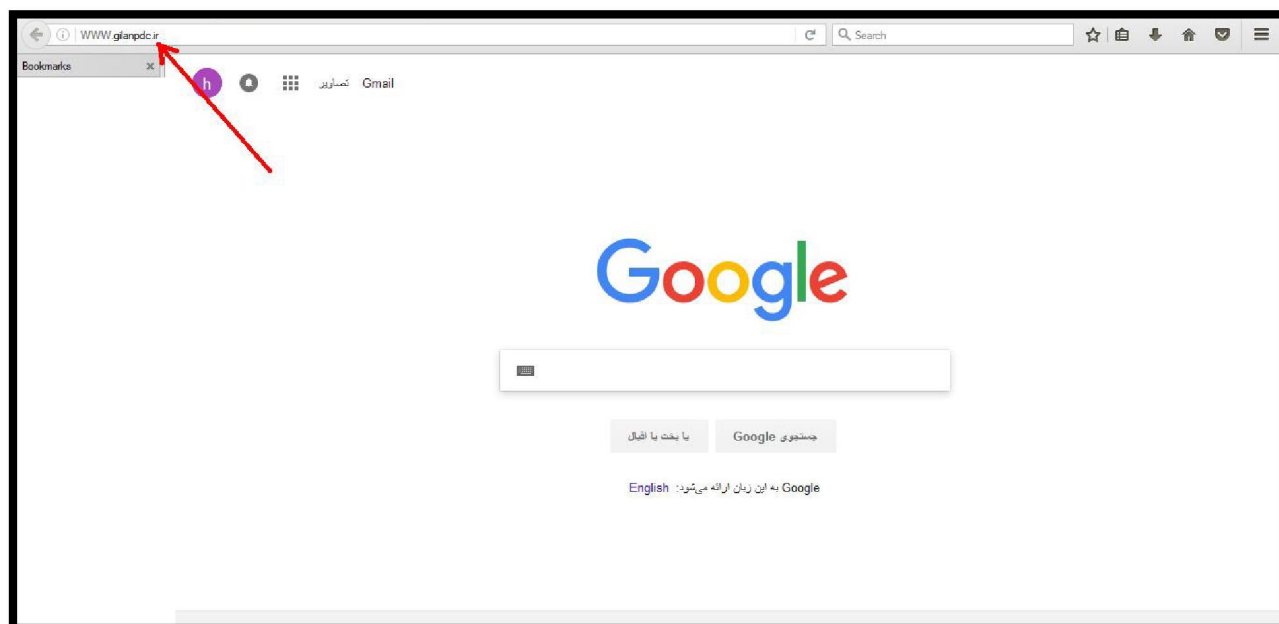 WWW.gilanpdc.ir
Search
Bookmarks
h
تصاویر Gmail
Google
جستجوی Google
یا بخت یا اقبال
Google به این زبان ارائه می‌شود: English